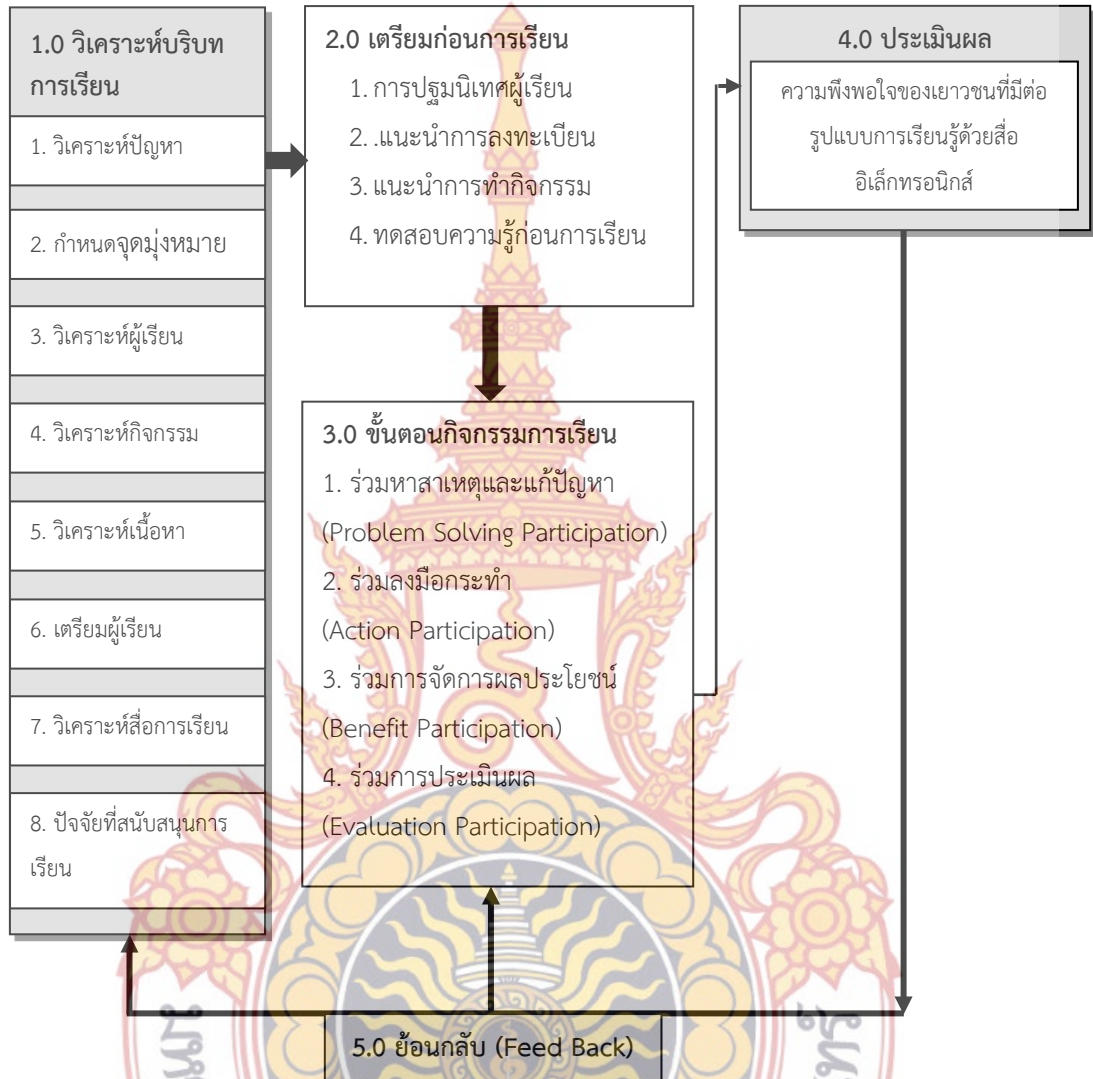 1.0 วิเคราะห์บริบท
การเรียน
1. วิเคราะห์ปัญหา
2. กำหนดจุดมุ่งหมาย
3. วิเคราะห์ผู้เรียน
4. วิเคราะห์กิจกรรม
5. วิเคราะห์เนื้อหา
6. เตรียมผู้เรียน
7. วิเคราะห์สื่อการเรียน
8. ปัจจัยที่สนับสนุนการ
เรียน
2.0 เตรียมก่อนการเรียน
1. การปฐมนิเทศผู้เรียน
2. .แนะนำการลงทะเบียน
3. แนะนำการทำกิจกรรม
4. ทดสอบความรู้ก่อนการเรียน
3.0 ขั้นตอนกิจกรรมการเรียน
1. ร่วมหาสาเหตุและแก้ปัญหา
(Problem Solving Participation)
2. ร่วมลงมือกระทำ
(Action Participation)
3. ร่วมการจัดการผลประโยชน์
(Benefit Participation)
4. ร่วมการประเมินผล
(Evaluation Participation)
4.0 ประเมินผล
ความพึงพอใจของเยาวชนที่มีต่อ
รูปแบบการเรียนรู้ด้วยสื่อ
อิเล็กทรอนิกส์
5.0 ย้อนกลับ (Feed Back)